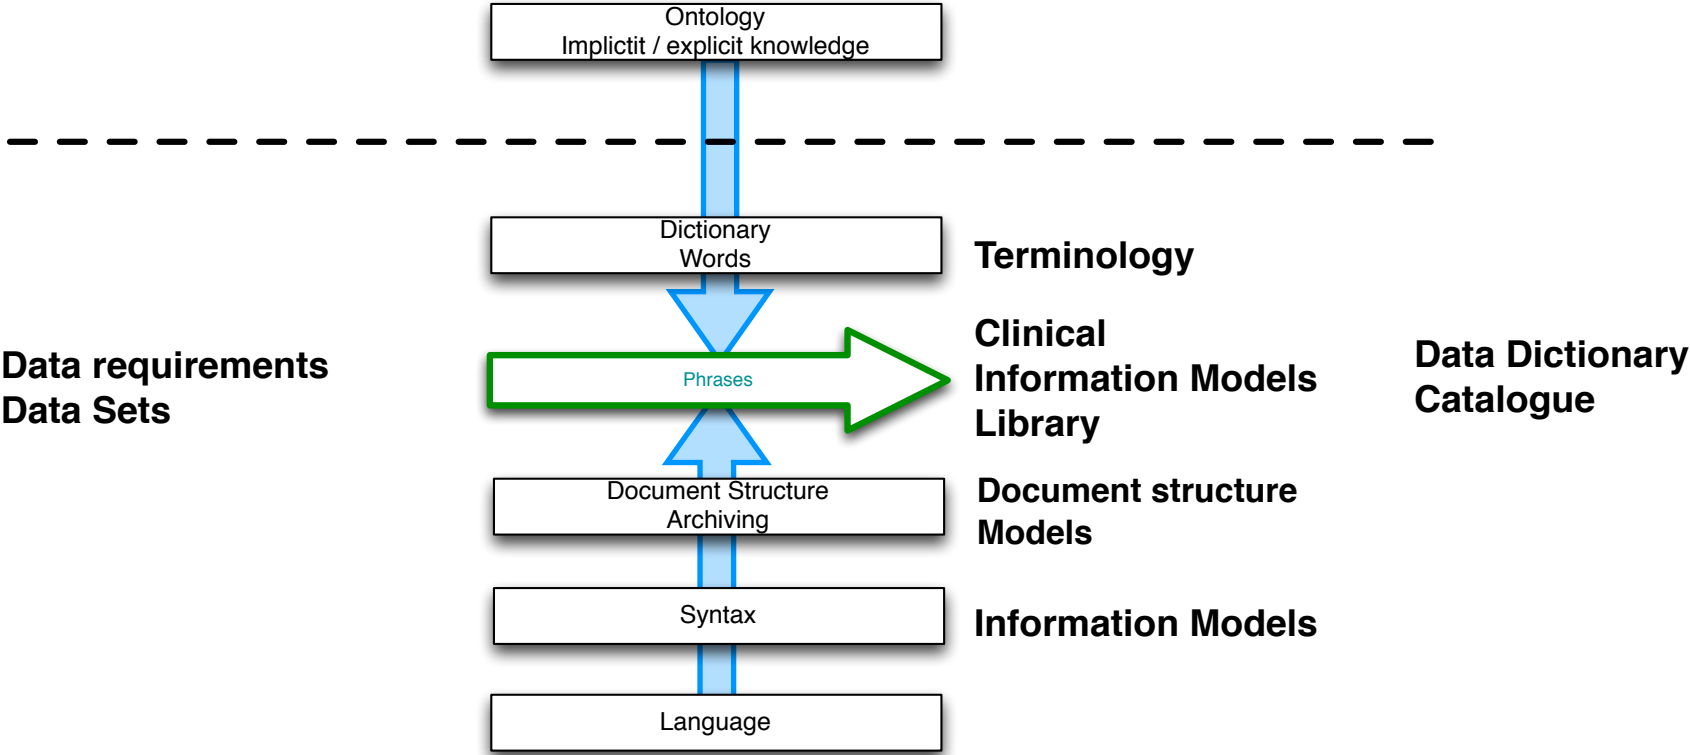 Ontology
Implictit / explicit knowledge
Dictionary
Words
Terminology
Data requirements
Data Sets
Phrases
Clinical
Information Models
Library
Data Dictionary
Catalogue
Document Structure
Archiving
Document structure
Models
Syntax
Information Models
Language